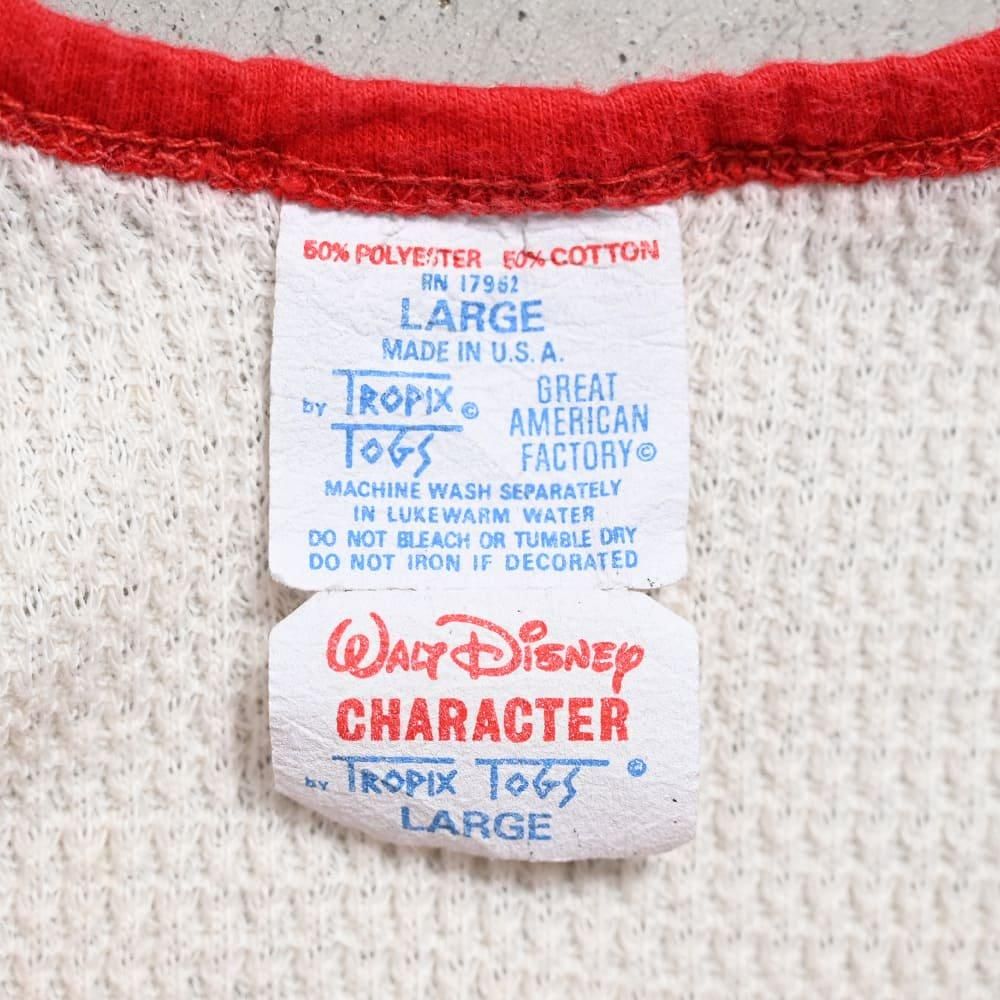 50% POLYESTER 50% COTTON
RN 17962
LARGE
MADE IN U.S.A.
by TROPIX TOGS ©
GREAT AMERICAN FACTORY ©
MACHINE WASH SEPARATELY
IN LUKEWARM WATER
DO NOT BLEACH OR TUMBLE DRY
DO NOT IRON IF DECORATED
WALT DISNEY
CHARACTER
by TROPIX TOGS ©
LARGE